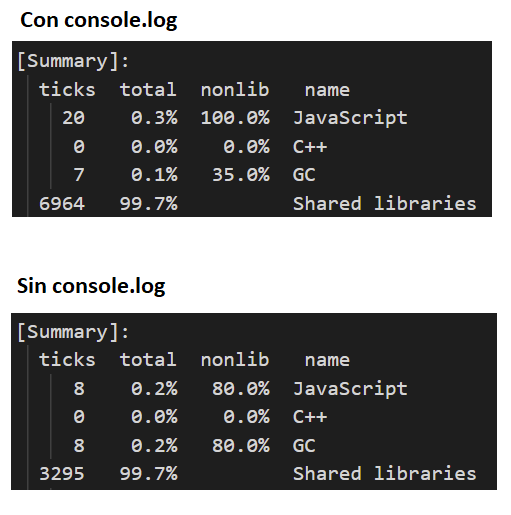 Con console.log
[Summary]:
ticks total nonlib name
20 0.3% 100.0% JavaScript
0 0.0% 0.0% C++
7 0.1% 35.0% GC
6964 99.7% Shared libraries
Sin console.log
[Summary]:
ticks total nonlib name
8 0.2% 80.0% JavaScript
0 0.0% 0.0% C++
8 0.2% 80.0% GC
3295 99.7% Shared libraries